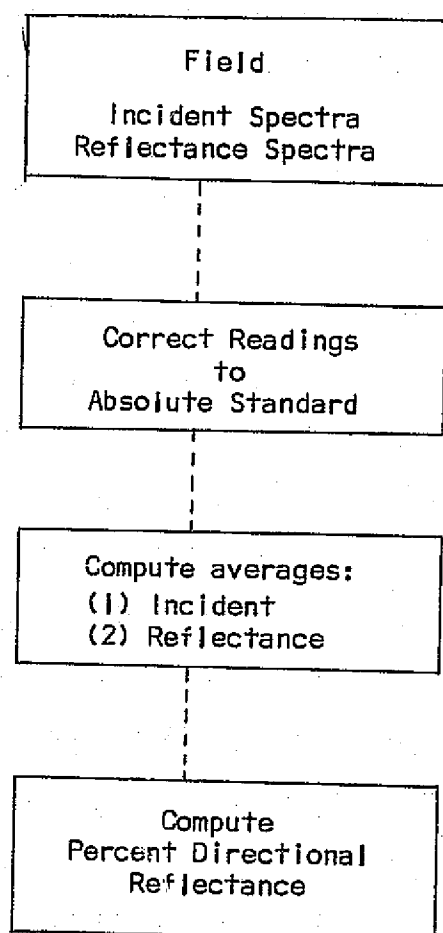 Field
Incident Spectra
Reflectance Spectra
Correct Readings
to
Absolute Standard
Compute averages:
(1) Incident
(2) Reflectance
Compute
Percent Directional
Reflectance